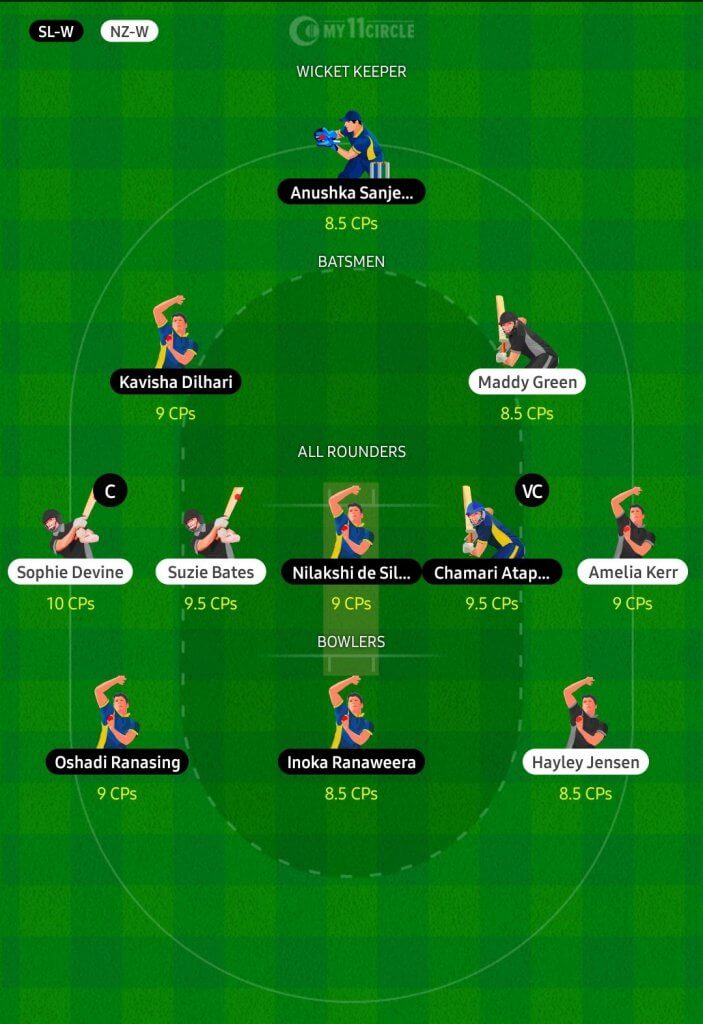 SL-W NZ-W MY11CIRCLE
WICKET KEEPER
Anushka Sanje...
8.5 CPs
BATSMEN
Kavisha Dilhari Maddy Green
9 CPs 8.5 CPs
ALL ROUNDERS
C VC
Sophie Devine Suzie Bates Nilakshi de Sil... Chamari Atap... Amelia Kerr
10 CPs 9.5 CPs 9 CPs 9.5 CPs 9 CPs
BOWLERS
Oshadi Ranasing Inoka Ranaweera Hayley Jensen
9 CPs 8.5 CPs 8.5 CPs